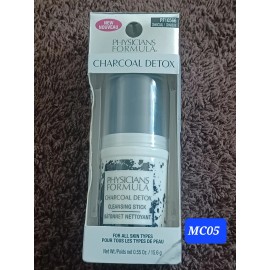 NEW
NOUVEAU
PF10566
PHYSICIANS
FORMULA
CHARCOAL DETOX
PHYSICIANS
FORMULA
CHARCOAL DETOX
CLEANSING STICK
BÂTONNET NETTOYANT
FOR ALL SKIN TYPES
POUR TOUS LES TYPES DE PEAU
Net Wt./Poids net 0.55 Oz. / 15.6 g
MC05